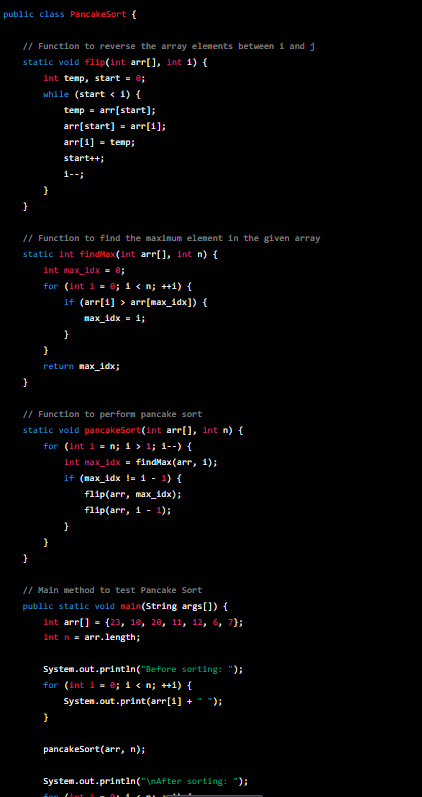 public class PancakeSort {
// Function to reverse the array elements between i and j
static void flip(int arr[], int i) {
int temp, start = 0;
while (start < i) {
temp = arr[start];
arr[start] = arr[i];
arr[i] = temp;
start++;
i--;
}
}
// Function to find the maximum element in the given array
static int findMax(int arr[], int n) {
int max_idx = 0;
for (int i = 0; i < n; ++i) {
if (arr[i] > arr[max_idx]) {
max_idx = i;
}
}
return max_idx;
}
// Function to perform pancake sort
static void pancakeSort(int arr[], int n) {
for (int i = n; i > 1; i--) {
int max_idx = findMax(arr, i);
if (max_idx != i - 1) {
flip(arr, max_idx);
flip(arr, i - 1);
}
}
}
// Main method to test Pancake Sort
public static void main(String args[]) {
int arr[] = {23, 10, 20, 11, 12, 6, 7};
int n = arr.length;
System.out.println("Before sorting: ");
for (int i = 0; i < n; ++i) {
System.out.print(arr[i] + " ");
}
pancakeSort(arr, n);
System.out.println("\nAfter sorting: ");